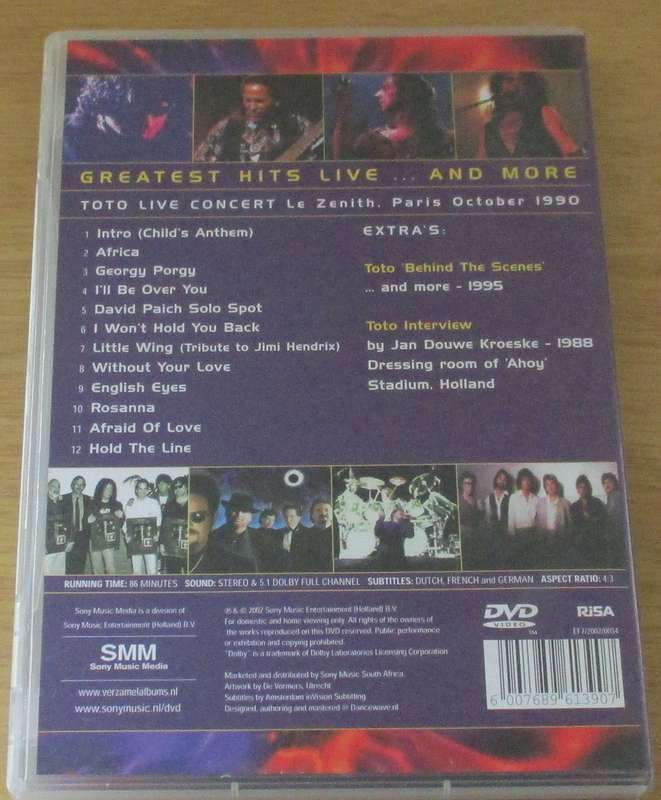 GREATEST HITS LIVE ... AND MORE
TOTO LIVE CONCERT Le Zenith, Paris October 1990
1 Intro (Child's Anthem)
2 Africa
3 Georgy Porgy
4 I'll Be Over You
5 David Paich Solo Spot
6 I Won't Hold You Back
7 Little Wing (Tribute to Jimi Hendrix)
8 Without Your Love
9 English Eyes
10 Rosanna
11 Afraid Of Love
12 Hold The Line
EXTRA'S:
Toto 'Behind The Scenes'
... and more - 1995
Toto Interview
by Jan Douwe Kroeske - 1988
Dressing room of 'Ahoy'
Stadium, Holland
RUNNING TIME: 86 MINUTES SOUND: STEREO & 5.1 DOLBY FULL CHANNEL SUBTITLES: DUTCH, FRENCH and GERMAN ASPECT RATIO: 4:3
Sony Music Media is a division of
Sony Music Entertainment (Holland) B.V.
SMM
Sony Music Media
www.verzamelalbums.nl
www.sonymusic.nl/dvd
℗ & © 2002 Sony Music Entertainment (Holland) B.V.
For domestic and home viewing only. All rights of the owners of
the works reproduced on this DVD reserved. Public performance
or exhibition and copying prohibited.
"Dolby" is a trademark of Dolby Laboratories Licensing Corporation
Marketed and distributed by Sony Music South Africa.
Artwork by De Vormers, Utrecht
Subtitles by Amsterdam inVision Subtitling
Designed, authoring and mastered @ Dancewave.nl
DVD
VIDEO
RiSA
6 007689 613907